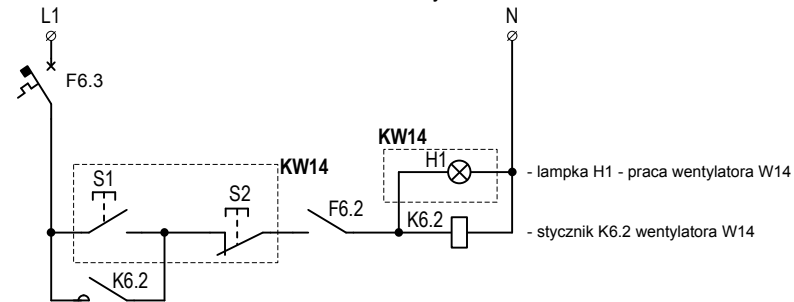 L1
N
F6.3
KW14
H1
- lampka H1 - praca wentylatora W14
KW14
S1
S2
F6.2
K6.2
- stycznik K6.2 wentylatora W14
K6.2